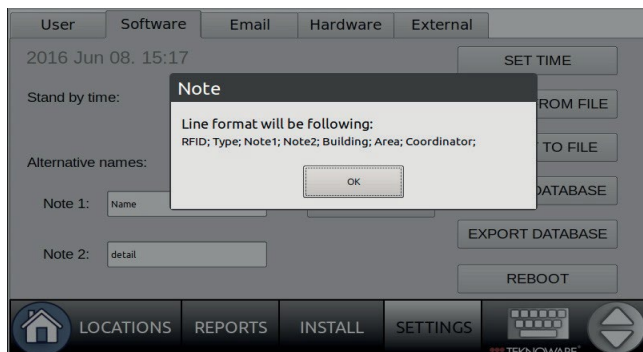 User Software Email Hardware External
2016 Jun 08. 15:17
SET TIME
Note
Stand by time:
ROM FILE
Line format will be following:
RFID; Type; Note1; Note2; Building; Area; Coordinator;
TO FILE
Alternative names:
OK
DATABASE
Note 1: Name
EXPORT DATABASE
Note 2: detail
REBOOT
LOCATIONS REPORTS INSTALL SETTINGS
TEKNOWARE